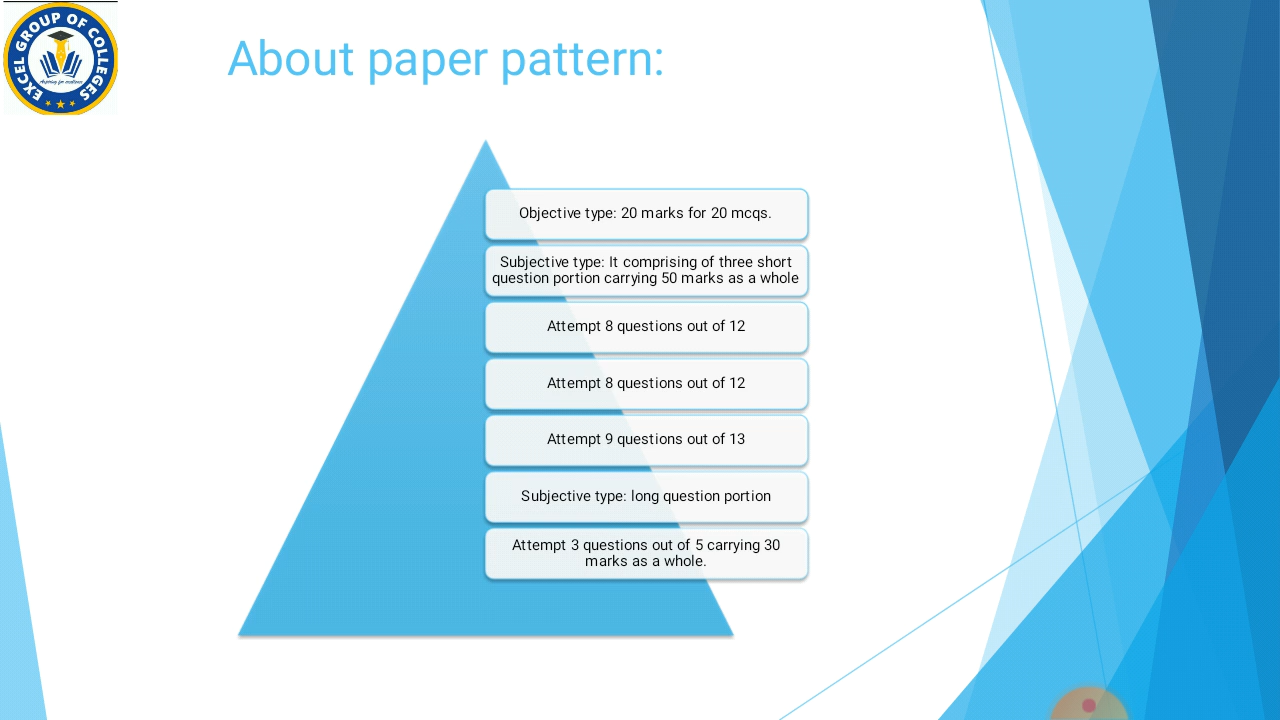 EXCEL GROUP OF COLLEGES
Aspiring for excellence
About paper pattern:
Objective type: 20 marks for 20 mcqs.
Subjective type: It comprising of three short
question portion carrying 50 marks as a whole
Attempt 8 questions out of 12
Attempt 8 questions out of 12
Attempt 9 questions out of 13
Subjective type: long question portion
Attempt 3 questions out of 5 carrying 30
marks as a whole.